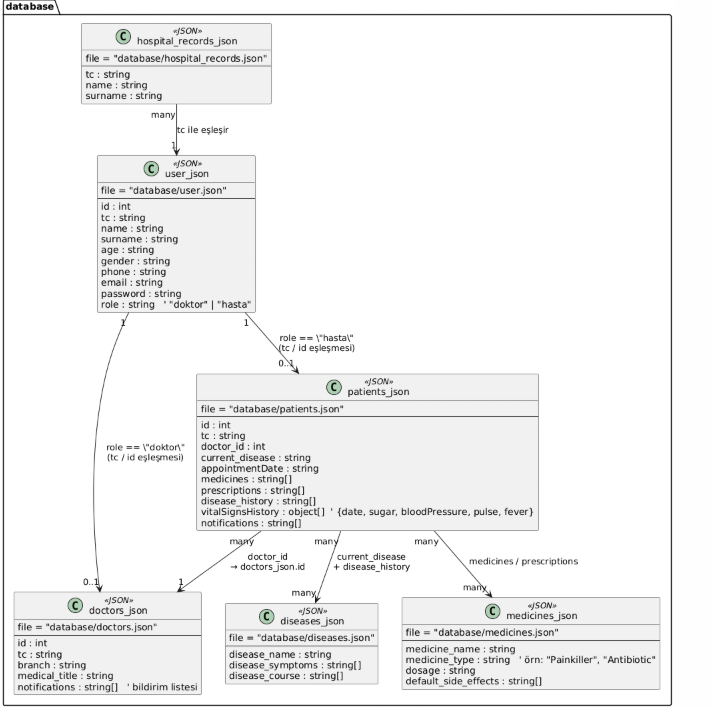 database
«JSON»
C hospital_records_json
file = "database/hospital_records.json"
tc : string
name : string
surname : string
many
tc ile eşleşir
1
«JSON»
C user_json
file = "database/user.json"
id : int
tc : string
name : string
surname : string
age : string
gender : string
phone : string
email : string
password : string
role : string ' "doktor" | "hasta"
1
1
role == \"hasta\"
(tc / id eşleşmesi)
0..1
«JSON»
C patients_json
file = "database/patients.json"
id : int
tc : string
doctor_id : int
current_disease : string
appointmentDate : string
medicines : string[]
prescriptions : string[]
disease_history : string[]
vitalSignsHistory : object[] ' {date, sugar, bloodPressure, pulse, fever}
notifications : string[]
role == \"doktor\"
(tc / id eşleşmesi)
many
many
many
doctor_id
→ doctors_json.id
current_disease
+ disease_history
medicines / prescriptions
0..1
1
many
many
«JSON»
C doctors_json
file = "database/doctors.json"
id : int
tc : string
branch : string
medical_title : string
notifications : string[] ' bildirim listesi
«JSON»
C diseases_json
file = "database/diseases.json"
disease_name : string
disease_symptoms : string[]
disease_course : string[]
«JSON»
C medicines_json
file = "database/medicines.json"
medicine_name : string
medicine_type : string ' örn: "Painkiller", "Antibiotic"
dosage : string
default_side_effects : string[]